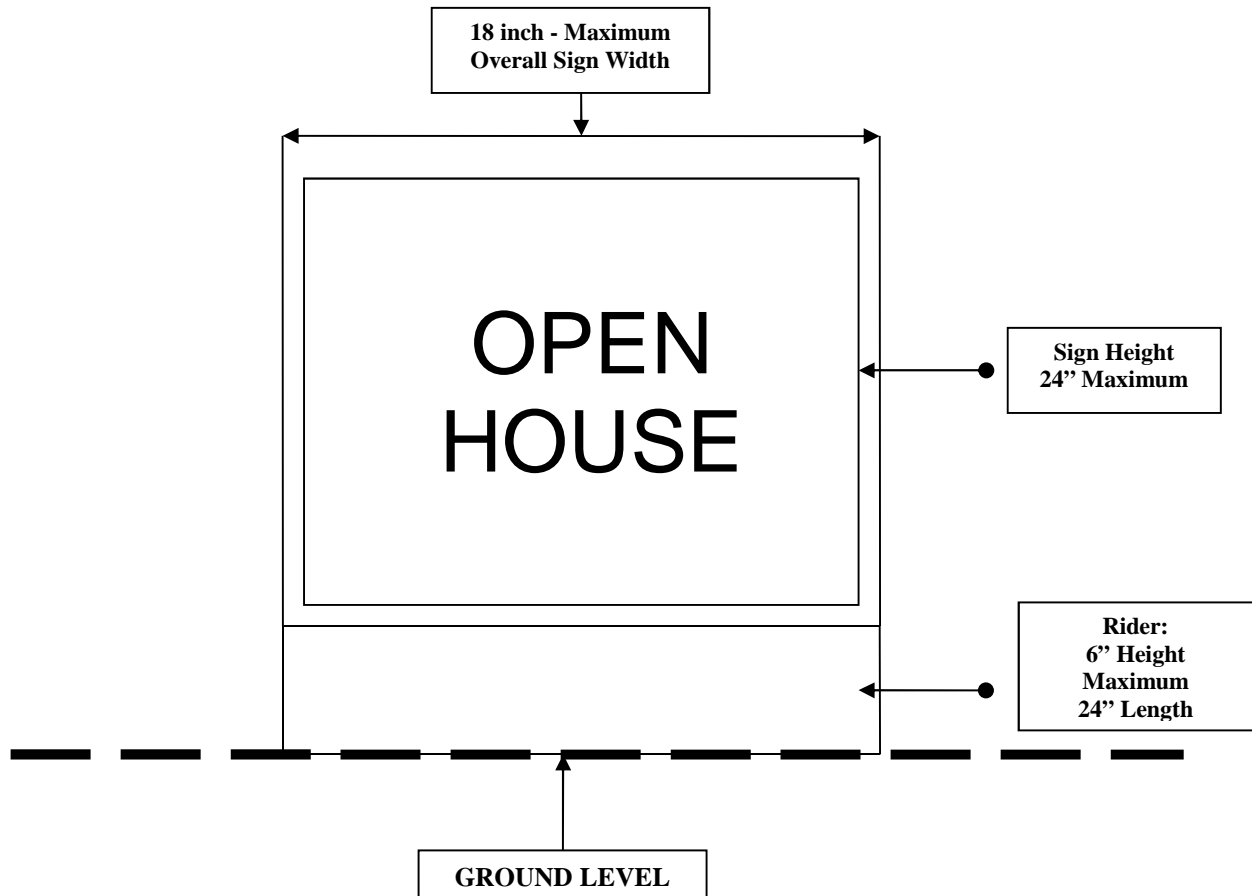 18 inch - Maximum
Overall Sign Width
OPEN
HOUSE
Sign Height
24” Maximum
Rider:
6” Height
Maximum
24” Length
GROUND LEVEL